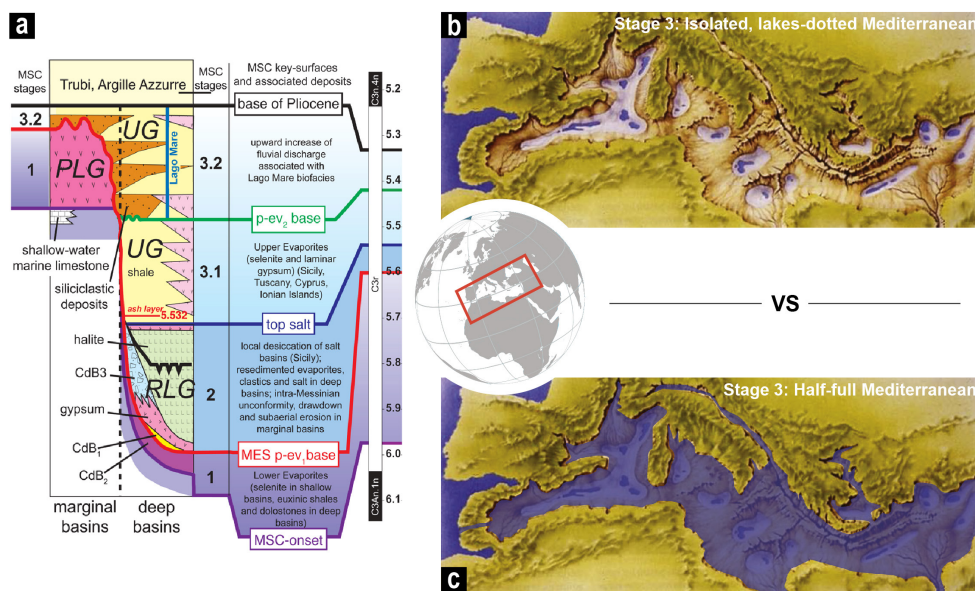 a
MSC
stages
Trubi, Argille Azzurre
MSC
stages
MSC key-surfaces
and associated deposits
C3n.4n
5.2
base of Pliocene
3.2
UG
5.3
1
PLG
Lago Mare
3.2
upward increase of
fluvial discharge
associated with
Lago Mare biofacies
5.4
p-ev2 base
5.5
shallow-water
marine limestone
siliciclastic
deposits
UG
shale
3.1
Upper Evaporites
(selenite and laminar
gypsum) (Sicily,
Tuscany, Cyprus,
Ionian Islands)
5.6
C3r
ash layer
5.532
top salt
5.7
halite
CdB3
RLG
gypsum
2
local desiccation of salt
basins (Sicily);
resedimented evaporites,
clastics and salt in deep
basins; intra-Messinian
unconformity, drawdown
and subaerial erosion in
marginal basins
5.8
5.9
CdB1
CdB2
MES p-ev1base
6.0
1
Lower Evaporites
(selenite in shallow
basins, euxinic shales
and dolostones in deep
basins)
C3An.1n
6.1
marginal
basins
deep
basins
MSC-onset
b
Stage 3: Isolated, lakes-dotted Mediterranean
VS
Stage 3: Half-full Mediterranean
c